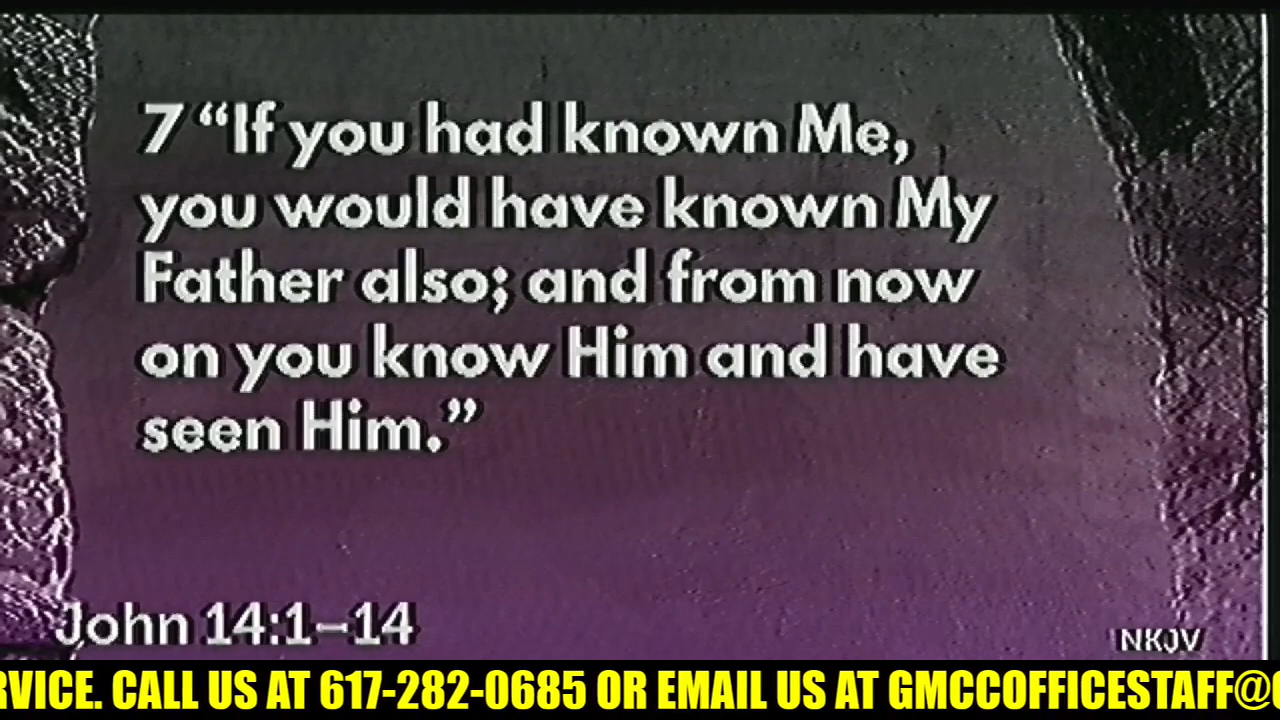 7 “If you had known Me,
you would have known My
Father also; and from now
on you know Him and have
seen Him.”
John 14:1–14
NKJV
RVICE. CALL US AT 617-282-0685 OR EMAIL US AT GMCCOFFICESTAFF@